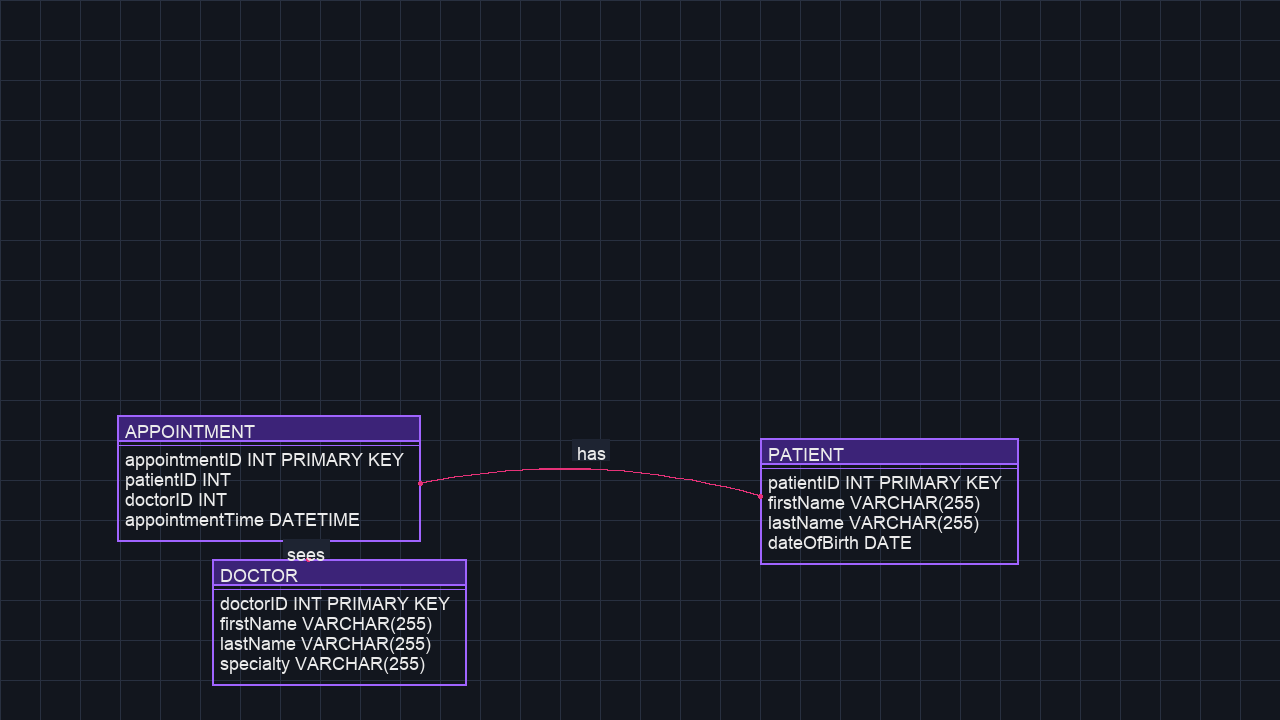 APPOINTMENT
appointmentID INT PRIMARY KEY
patientID INT
doctorID INT
appointmentTime DATETIME
has
PATIENT
patientID INT PRIMARY KEY
firstName VARCHAR(255)
lastName VARCHAR(255)
dateOfBirth DATE
sees
DOCTOR
doctorID INT PRIMARY KEY
firstName VARCHAR(255)
lastName VARCHAR(255)
specialty VARCHAR(255)